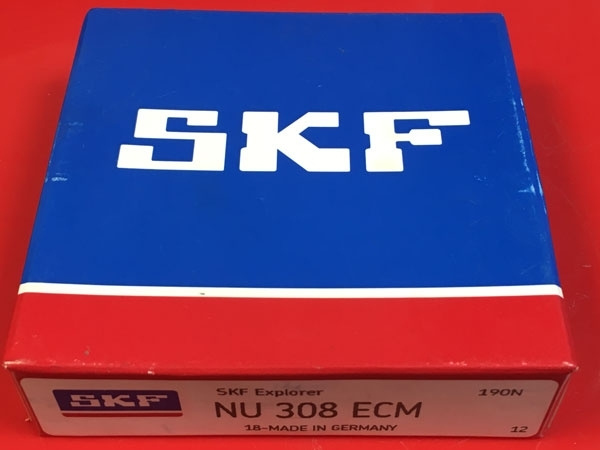 SKF
SKF
SKF Explorer
190N
NU 308 ECM
18-MADE IN GERMANY
12